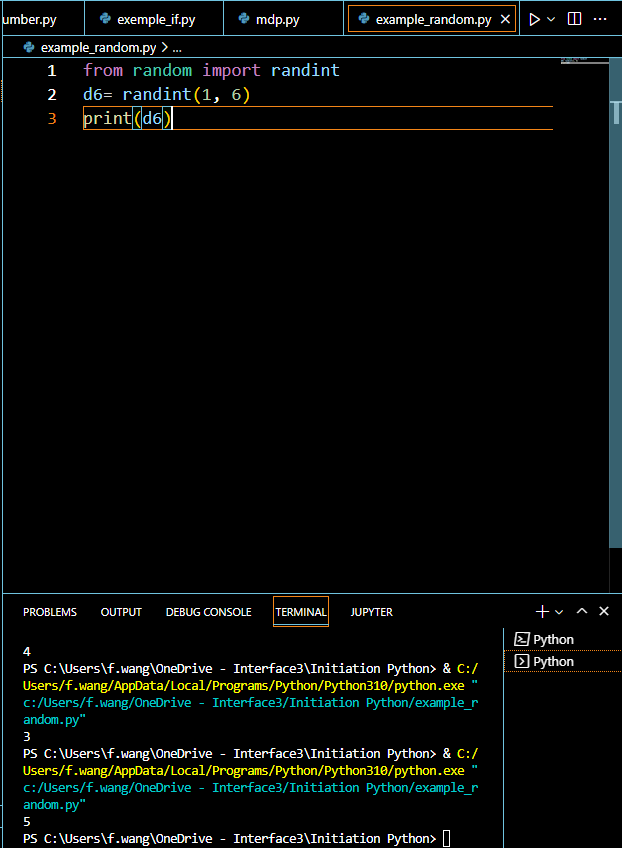 umber.py exemple_if.py mdp.py example_random.py
example_random.py > ...
1 from random import randint
2 d6= randint(1, 6)
3 print(d6)
PROBLEMS OUTPUT DEBUG CONSOLE TERMINAL JUPYTER
Python
Python
4
PS C:\Users\f.wang\OneDrive - Interface3\Initiation Python> & C:/
Users/f.wang/AppData/Local/Programs/Python/Python310/python.exe "
c:/Users/f.wang/OneDrive - Interface3/Initiation Python/example_r
andom.py"
3
PS C:\Users\f.wang\OneDrive - Interface3\Initiation Python> & C:/
Users/f.wang/AppData/Local/Programs/Python/Python310/python.exe "
c:/Users/f.wang/OneDrive - Interface3/Initiation Python/example_r
andom.py"
5
PS C:\Users\f.wang\OneDrive - Interface3\Initiation Python>